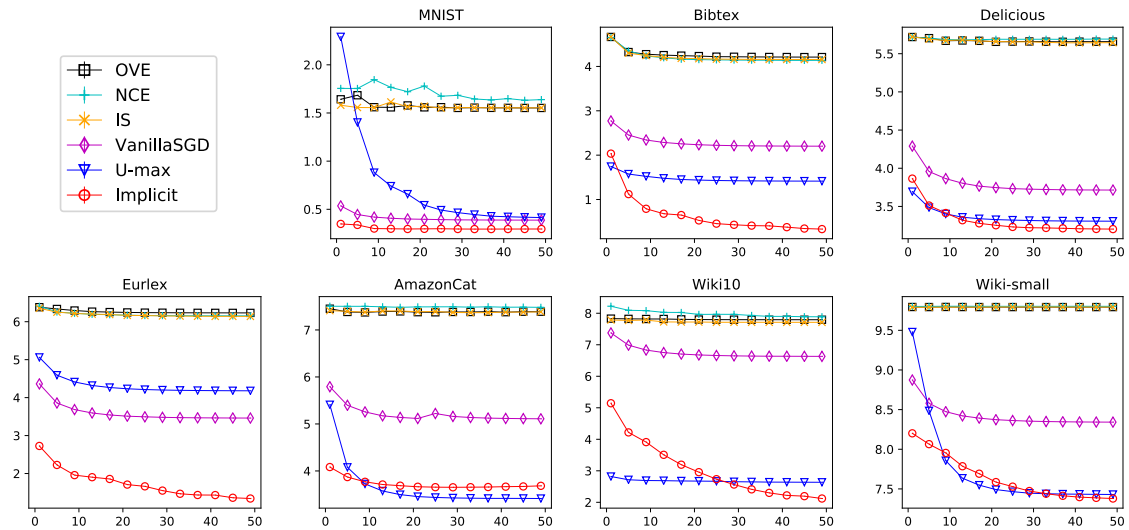 MNIST
Bibtex
Delicious
OVE
NCE
IS
VanillaSGD
U-max
Implicit
2.0
1.5
1.0
0.5
0 10 20 30 40 50
4
3
2
1
0 10 20 30 40 50
5.5
5.0
4.5
4.0
3.5
0 10 20 30 40 50
Eurlex
AmazonCat
Wiki10
Wiki-small
6
5
4
3
2
0 10 20 30 40 50
7
6
5
4
0 10 20 30 40 50
8
7
6
5
4
3
2
0 10 20 30 40 50
9.5
9.0
8.5
8.0
7.5
0 10 20 30 40 50